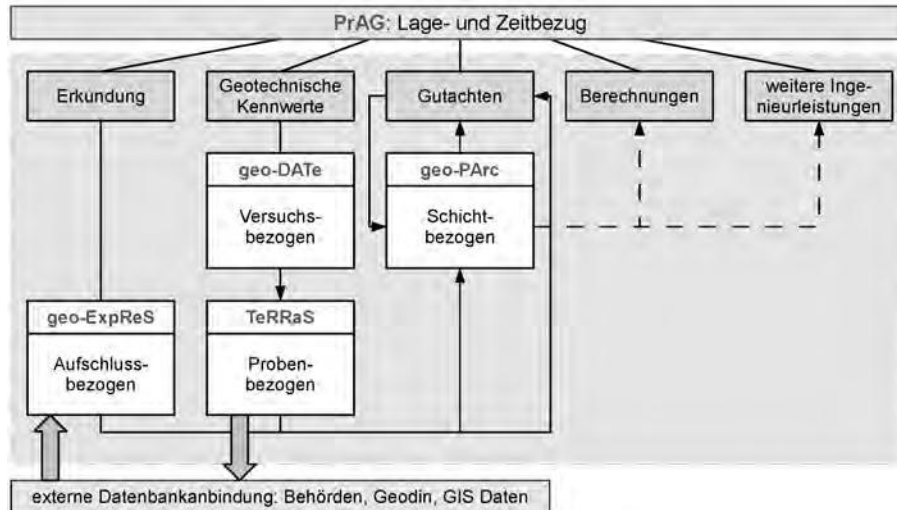 PrAG: Lage- und Zeitbezug
Erkundung
Geotechnische
Kennwerte
Gutachten
Berechnungen
weitere Inge-
nieurleistungen
geo-DATe
Versuchs-
bezogen
geo-PArc
Schicht-
bezogen
geo-ExpReS
Aufschluss-
bezogen
TeRRaS
Proben-
bezogen
externe Datenbankanbindung: Behörden, Geodin, GIS Daten